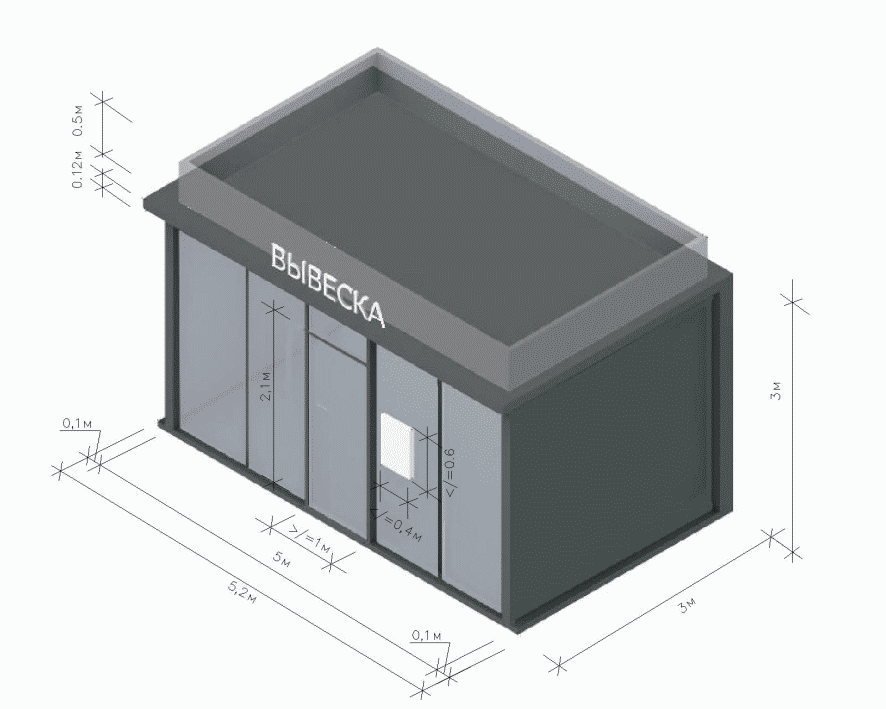 0.5м
0.12м
ВЫВЕСКА
2,1м
3м
0,1м
</=0.6
</=0,4м
>/=1м
5м
5,2м
3м
0,1м